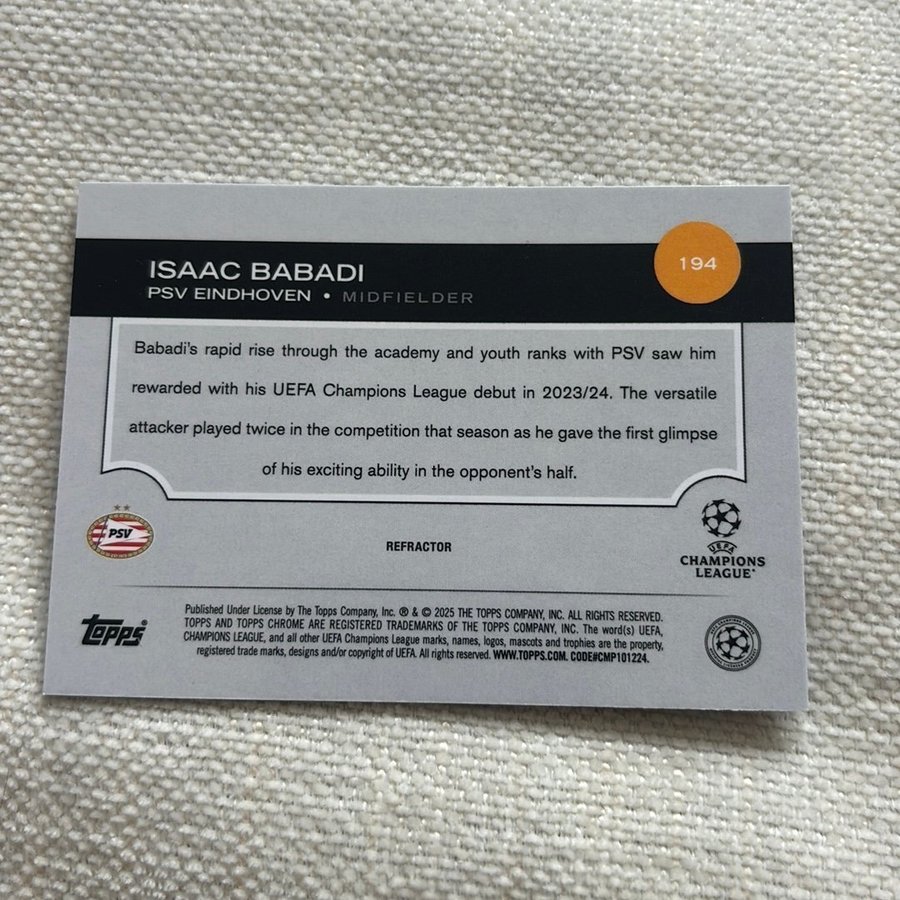 ISAAC BABADI
194
PSV EINDHOVEN • MIDFIELDER
Babadi's rapid rise through the academy and youth ranks with PSV saw him
rewarded with his UEFA Champions League debut in 2023/24. The versatile
attacker played twice in the competition that season as he gave the first glimpse
of his exciting ability in the opponent's half.
PSV
REFRACTOR
UEFA
CHAMPIONS
LEAGUE
topps
Published Under License by The Topps Company, Inc. ® & © 2025 THE TOPPS COMPANY, INC. ALL RIGHTS RESERVED.
TOPPS AND TOPPS CHROME ARE REGISTERED TRADEMARKS OF THE TOPPS COMPANY, INC. The word(s) UEFA,
CHAMPIONS LEAGUE, and all other UEFA Champions League marks, names, logos, mascots and trophies are the property,
registered trade marks, designs and/or copyright of UEFA. All rights reserved. WWW.TOPPS.COM. CODE#CMP101224.